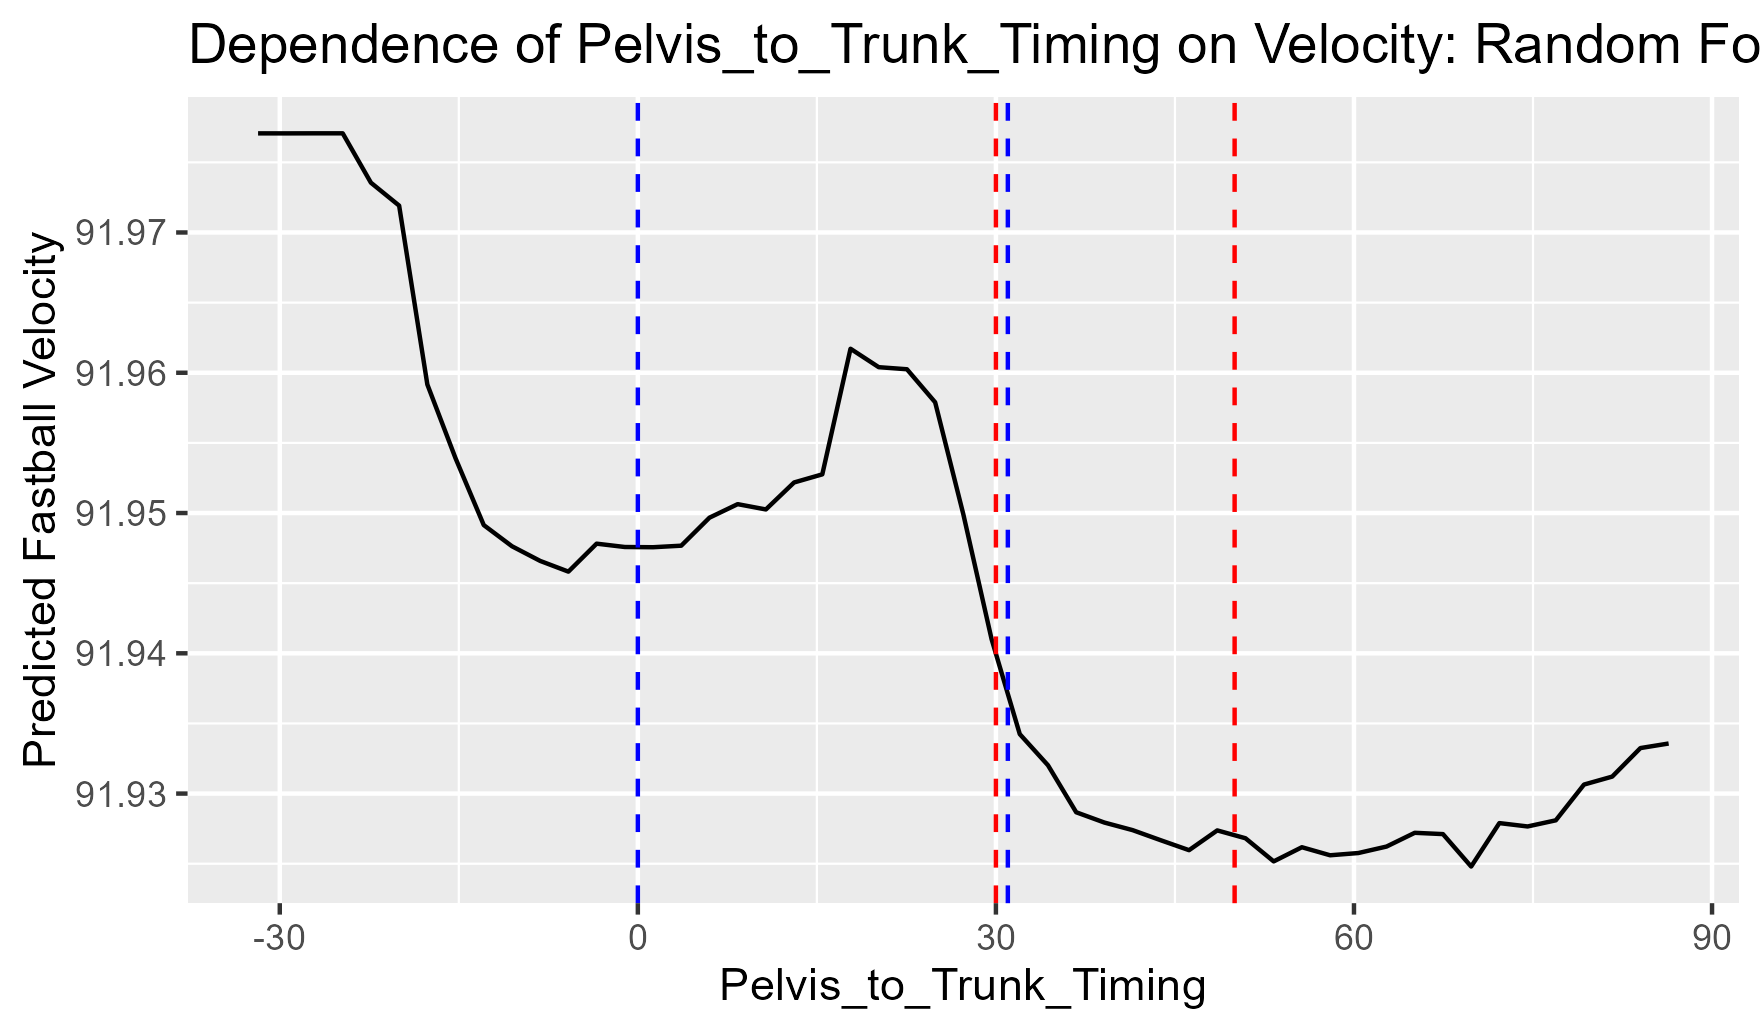 Dependence of Pelvis_to_Trunk_Timing on Velocity: Random Fo
Predicted Fastball Velocity
91.97
91.96
91.95
91.94
91.93
-30 0 30 60 90
Pelvis_to_Trunk_Timing